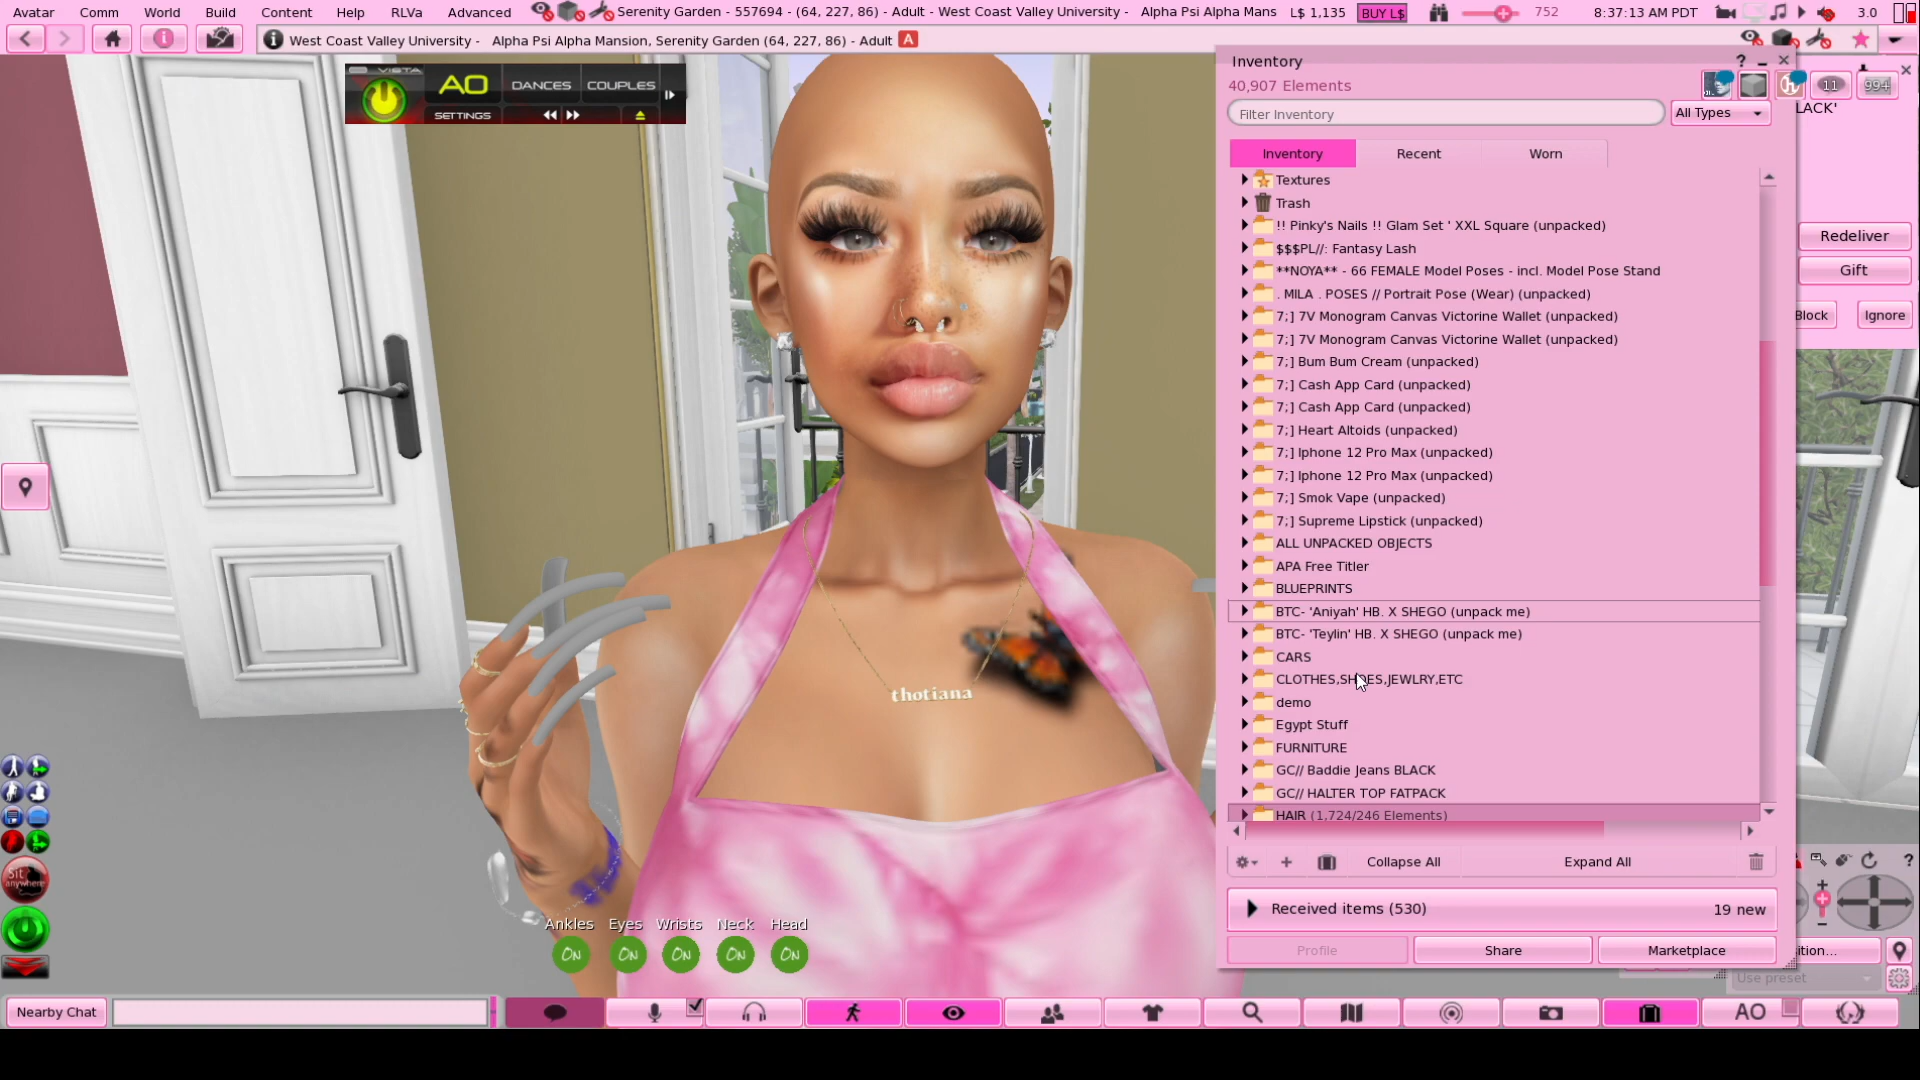 Avatar Comm World Build Content Help RLVa Advanced Serenity Garden - 557694 - (64, 227, 86) - Adult - West Coast Valley University - Alpha Psi Alpha Mans L$ 1,135 BUY L$ 752 8:37:13 AM PDT 3.0
West Coast Valley University - Alpha Psi Alpha Mansion, Serenity Garden (64, 227, 86) - Adult A
VISTA
AO DANCES COUPLES
SETTINGS
thotiana
Inventory ?
40,907 Elements 11 99+
Filter Inventory All Types
LACK'
Inventory Recent Worn
Textures
Trash
!! Pinky's Nails !! Glam Set ' XXL Square (unpacked)
$$$PL//: Fantasy Lash
**NOYA** - 66 FEMALE Model Poses - incl. Model Pose Stand
. MILA . POSES // Portrait Pose (Wear) (unpacked)
7;] 7V Monogram Canvas Victorine Wallet (unpacked)
7;] 7V Monogram Canvas Victorine Wallet (unpacked)
7;] Bum Bum Cream (unpacked)
7;] Cash App Card (unpacked)
7;] Cash App Card (unpacked)
7;] Heart Altoids (unpacked)
7;] Iphone 12 Pro Max (unpacked)
7;] Iphone 12 Pro Max (unpacked)
7;] Smok Vape (unpacked)
7;] Supreme Lipstick (unpacked)
ALL UNPACKED OBJECTS
APA Free Titler
BLUEPRINTS
BTC- 'Aniyah' HB. X SHEGO (unpack me)
BTC- 'Teylin' HB. X SHEGO (unpack me)
CARS
CLOTHES,SHOES,JEWLRY,ETC
demo
Egypt Stuff
FURNITURE
GC// Baddie Jeans BLACK
GC// HALTER TOP FATPACK
HAIR (1,724/246 Elements)
Collapse All Expand All
Received items (530) 19 new
Profile Share Marketplace
Redeliver
Gift
Block Ignore
?
ition...
Use preset
Sit anywhere
Ankles Eyes Wrists Neck Head
ON ON ON ON ON
Nearby Chat AO